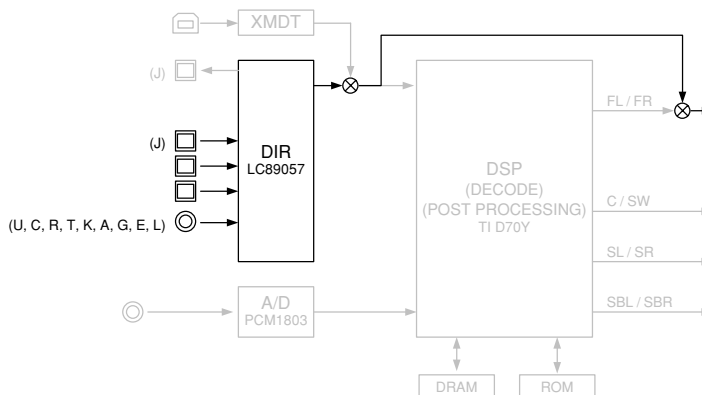 XMDT
(J)
FL / FR
(J)
DIR
LC89057
DSP
(DECODE)
(POST PROCESSING)
TI D70Y
C / SW
(U, C, R, T, K, A, G, E, L)
SL / SR
A/D
PCM1803
SBL / SBR
DRAM
ROM